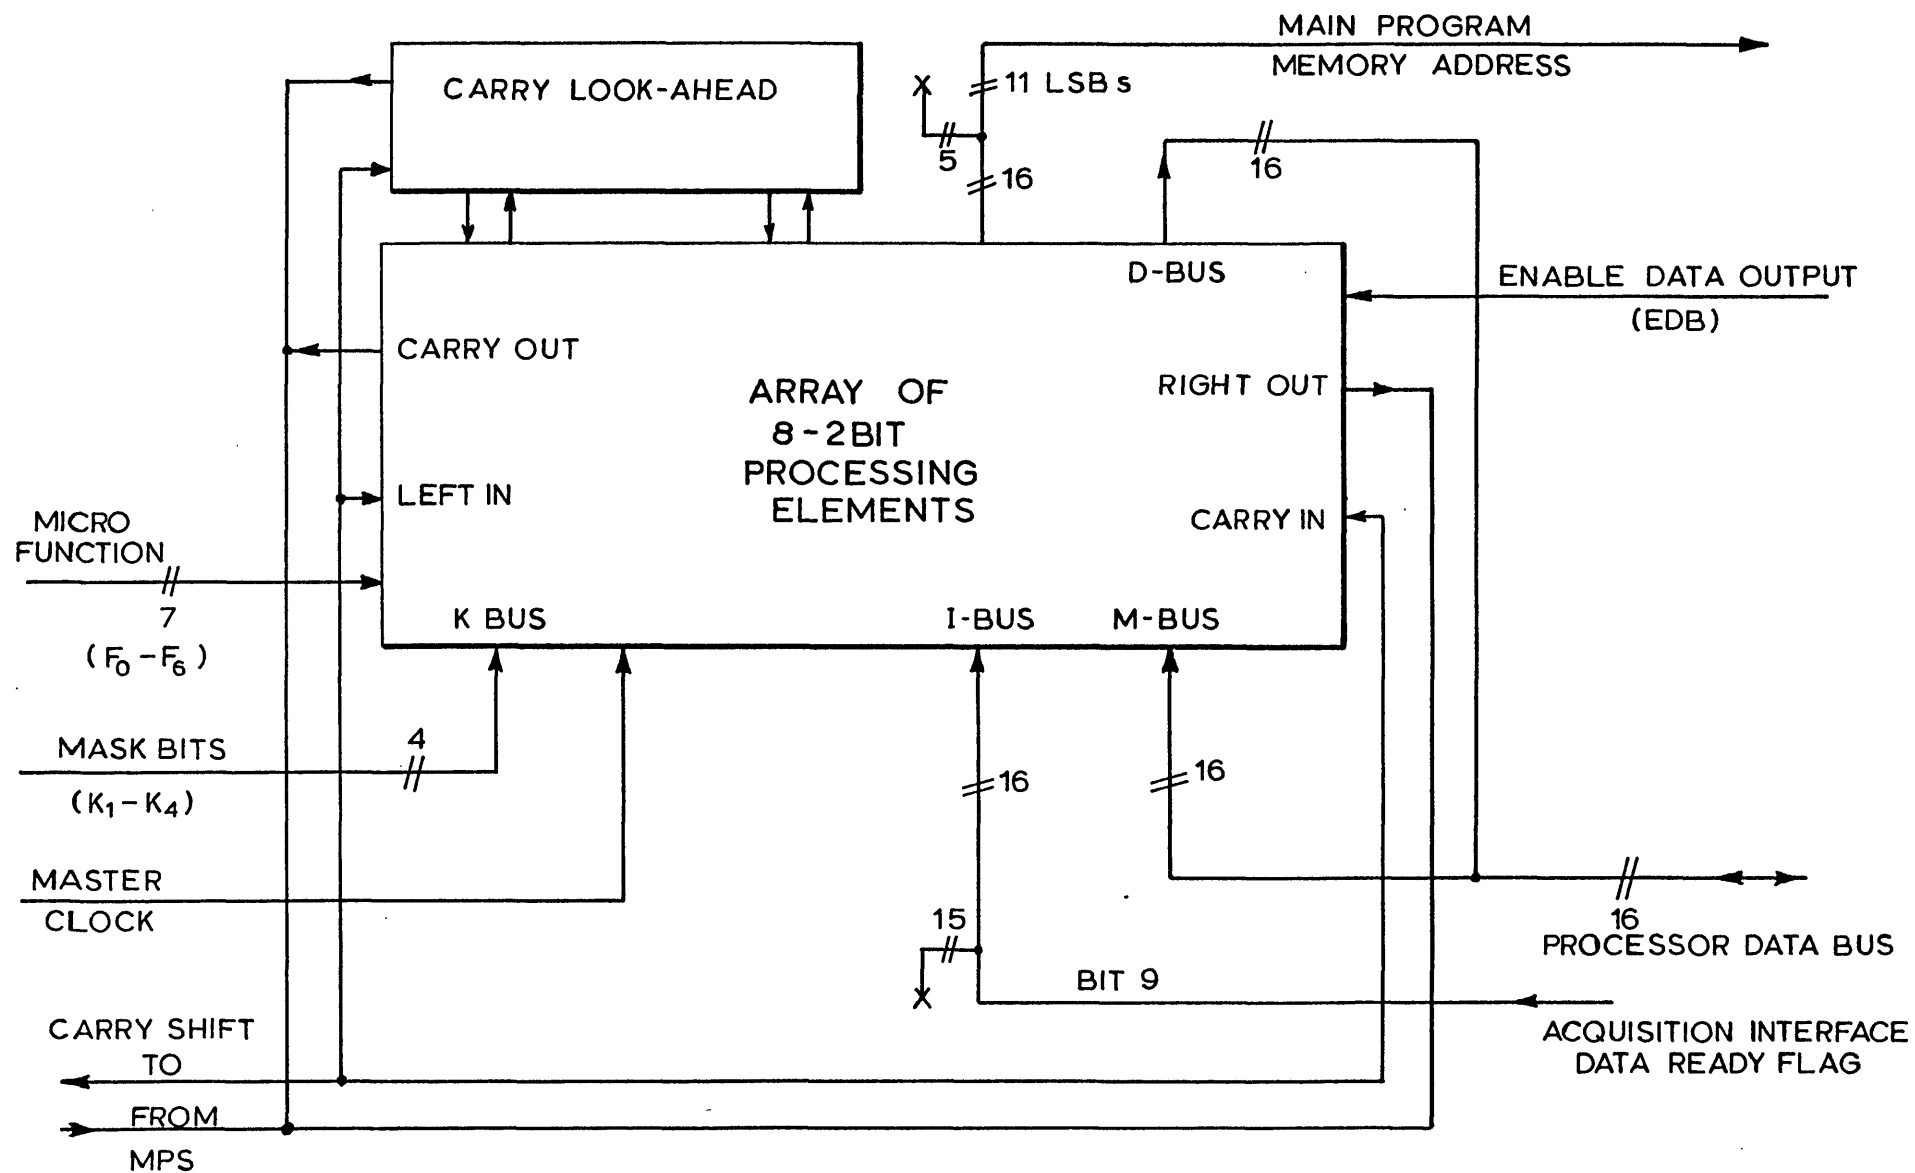 MAIN PROGRAM
MEMORY ADDRESS
CARRY LOOK-AHEAD
X
11 LSBs
5
16
16
D-BUS
ENABLE DATA OUTPUT
(EDB)
CARRY OUT
RIGHT OUT
ARRAY OF
8-2BIT
PROCESSING
ELEMENTS
LEFT IN
CARRY IN
MICRO
FUNCTION
7
(F0-F6)
K BUS
I-BUS
M-BUS
MASK BITS
4
(K1-K4)
16
16
MASTER
CLOCK
15
X
BIT 9
16
PROCESSOR DATA BUS
CARRY SHIFT
TO
ACQUISITION INTERFACE
DATA READY FLAG
FROM
MPS